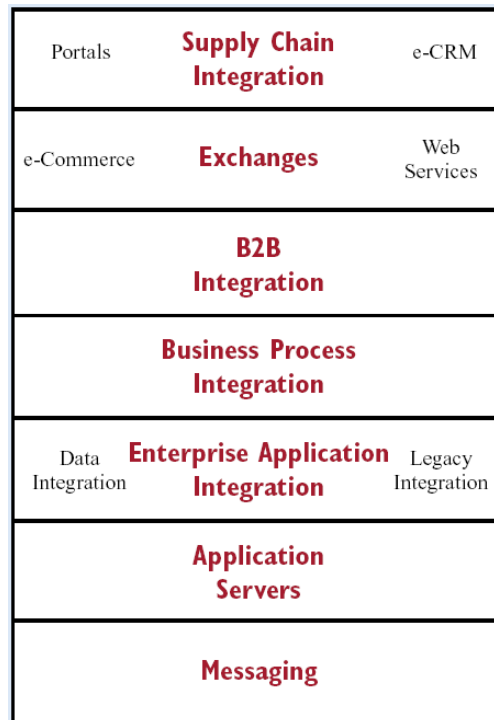 Portals
Supply Chain
Integration
e-CRM
e-Commerce
Exchanges
Web
Services
B2B
Integration
Business Process
Integration
Data
Integration
Enterprise Application
Integration
Legacy
Integration
Application
Servers
Messaging